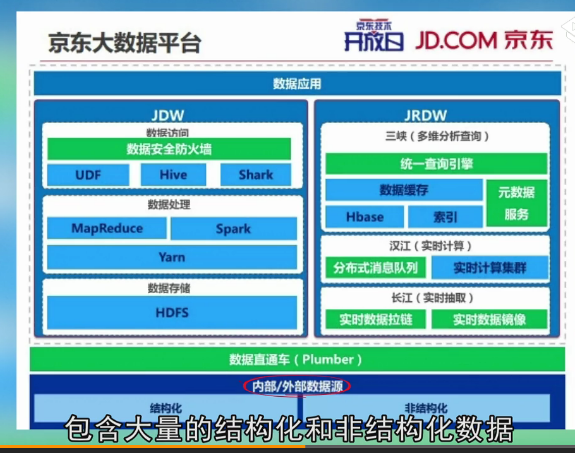 京东大数据平台
京东技术
开放日 JD.COM 京东
数据应用
JDW
数据访问
数据安全防火墙
UDF Hive Shark
数据处理
MapReduce Spark
Yarn
数据存储
HDFS
JRDW
三峡（多维分析查询）
统一查询引擎
数据缓存
Hbase 索引
元数据
服务
汉江（实时计算）
分布式消息队列 实时计算集群
长江（实时抽取）
实时数据拉链 实时数据镜像
数据直通车（Plumber）
内部/外部数据源
结构化 非结构化
包含大量的结构化和非结构化数据